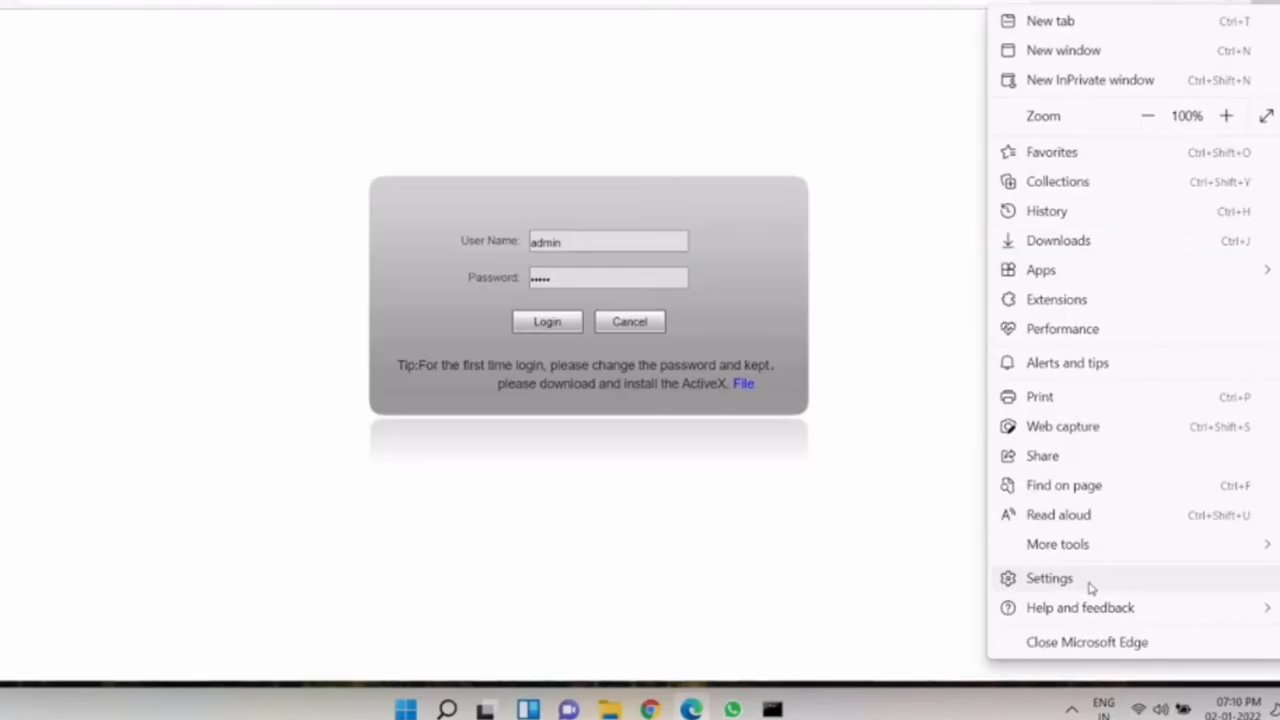 New tab Ctrl+T
New window Ctrl+N
New InPrivate window Ctrl+Shift+N
Zoom — 100% +
Favorites Ctrl+Shift+O
Collections Ctrl+Shift+Y
History Ctrl+H
Downloads Ctrl+J
Apps
Extensions
Performance
Alerts and tips
Print Ctrl+P
Web capture Ctrl+Shift+S
Share
Find on page Ctrl+F
Read aloud Ctrl+Shift+U
More tools
Settings
Help and feedback
Close Microsoft Edge
User Name: admin
Password: •••••
Login Cancel
Tip:For the first time login, please change the password and kept,
please download and install the ActiveX. File
ENG
IN
07:10 PM
02-01-2022